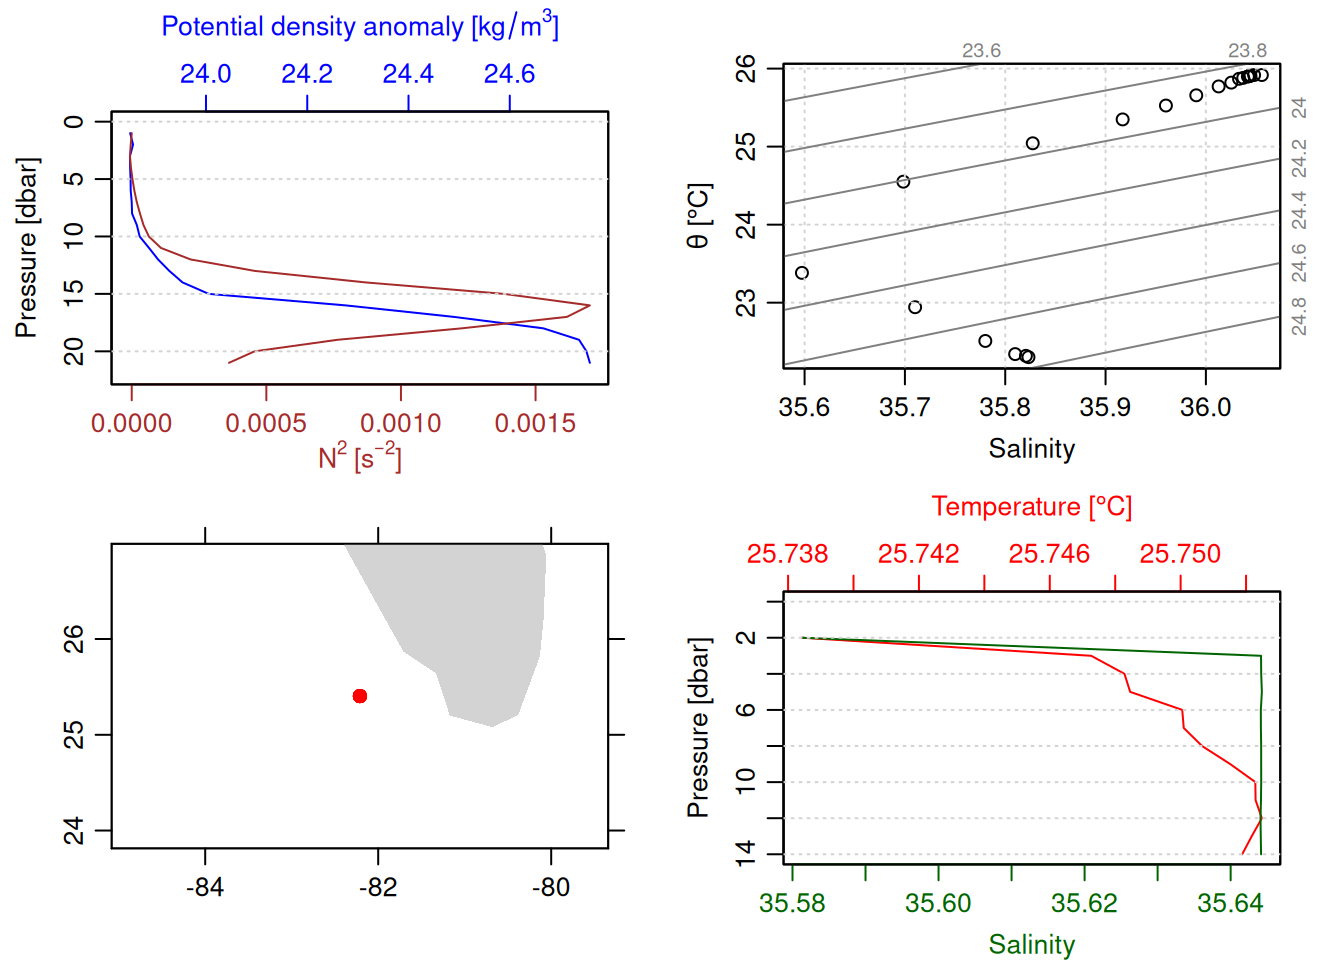 Potential density anomaly [kg/m³]
24.0 24.2 24.4 24.6
Pressure [dbar]
0
5
10
15
20
0.0000 0.0005 0.0010 0.0015
N² [s⁻²]
23.6 23.8
θ [°C]
26
25
24
23
24
24.2
24.4
24.6
24.8
35.6 35.7 35.8 35.9 36.0
Salinity
26
25
24
-84 -82 -80
Temperature [°C]
25.738 25.742 25.746 25.750
Pressure [dbar]
2
6
10
14
35.58 35.60 35.62 35.64
Salinity